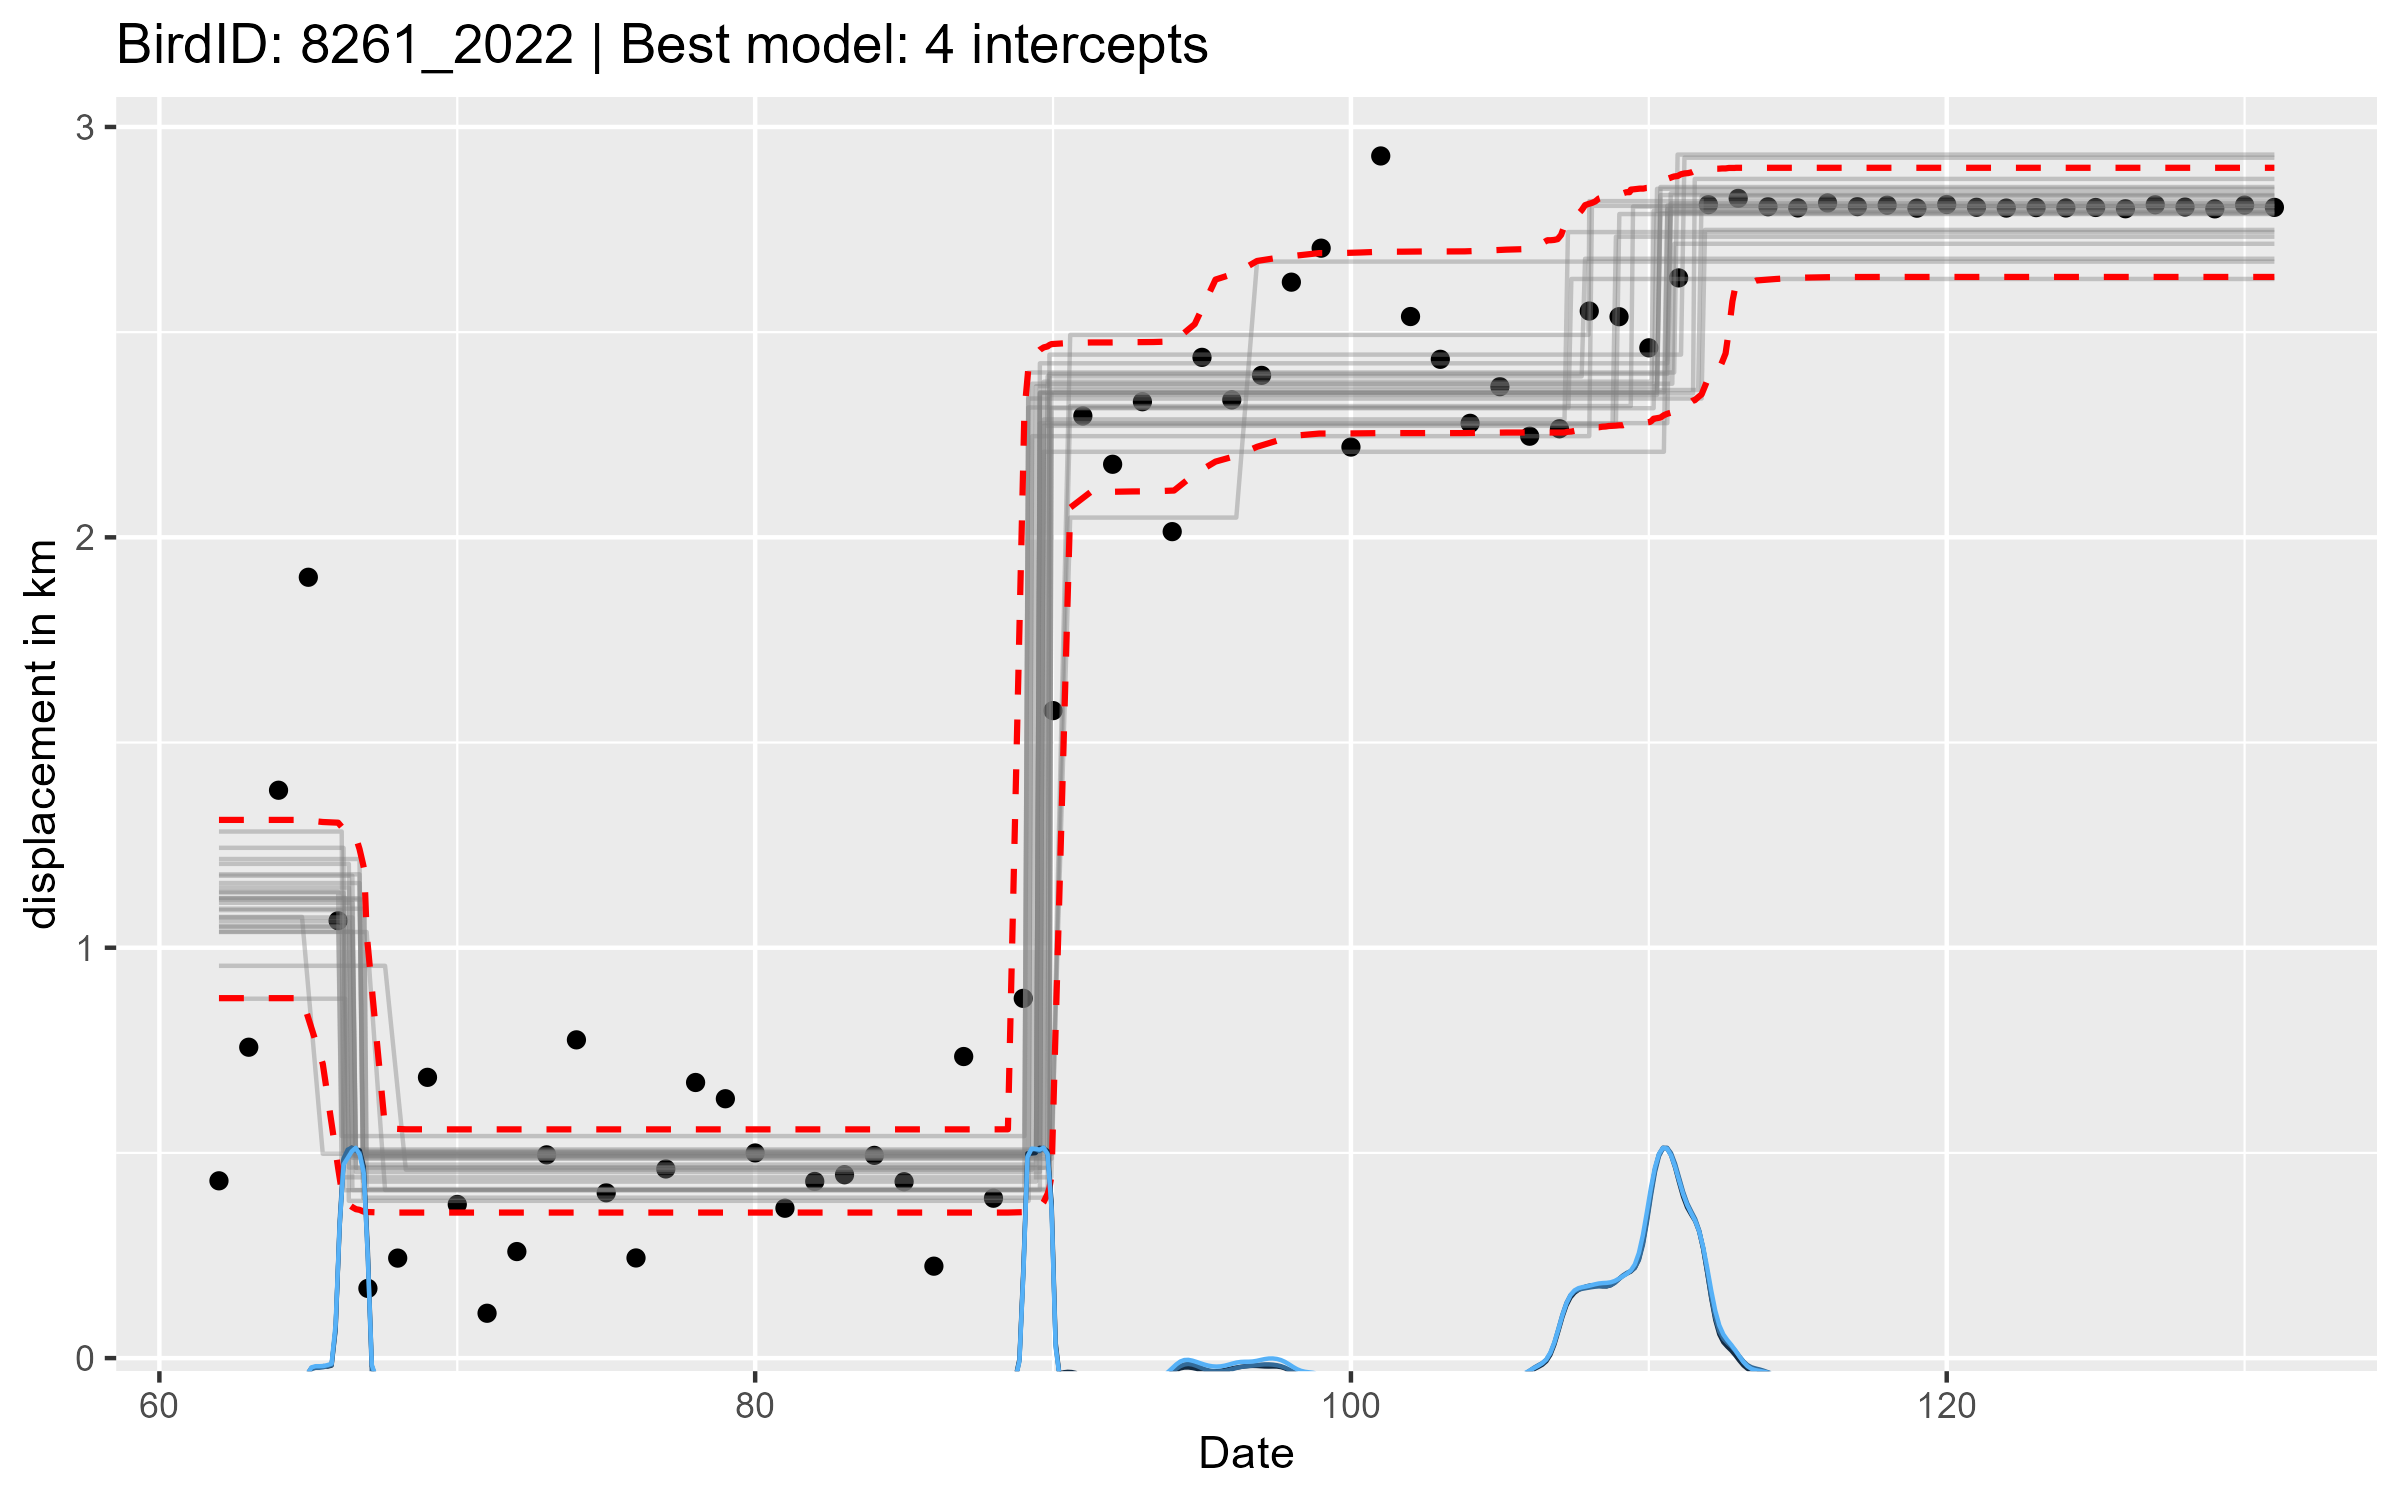 BirdID: 8261_2022 | Best model: 4 intercepts
3
2
1
0
displacement in km
60 80 100 120
Date